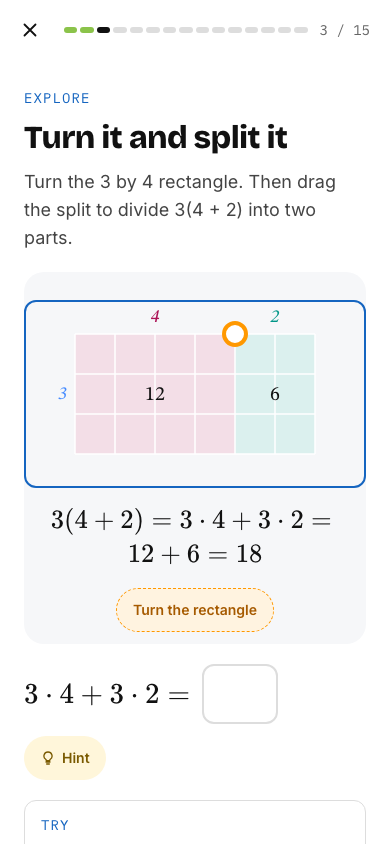 3 / 15
EXPLORE
Turn it and split it
Turn the 3 by 4 rectangle. Then drag
the split to divide 3(4 + 2) into two
parts.
4 2
3 12 6
3(4 + 2) = 3 · 4 + 3 · 2 =
12 + 6 = 18
Turn the rectangle
3 · 4 + 3 · 2 =
Hint
TRY